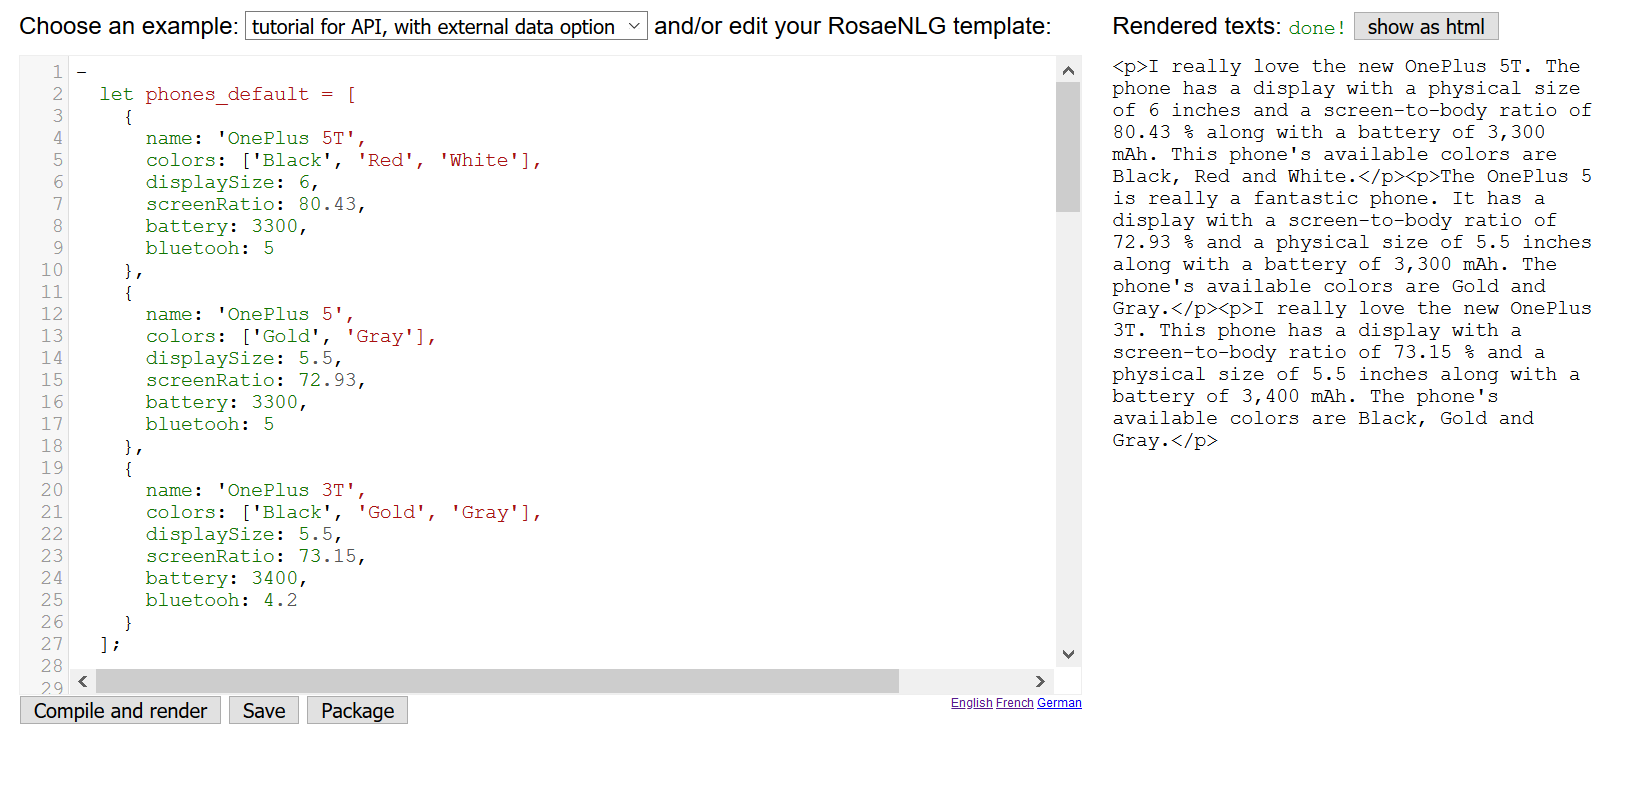 Choose an example: tutorial for API, with external data option and/or edit your RosaeNLG template:
1 -
2 let phones_default = [
3 {
4 name: 'OnePlus 5T',
5 colors: ['Black', 'Red', 'White'],
6 displaySize: 6,
7 screenRatio: 80.43,
8 battery: 3300,
9 bluetooh: 5
10 },
11 {
12 name: 'OnePlus 5',
13 colors: ['Gold', 'Gray'],
14 displaySize: 5.5,
15 screenRatio: 72.93,
16 battery: 3300,
17 bluetooh: 5
18 },
19 {
20 name: 'OnePlus 3T',
21 colors: ['Black', 'Gold', 'Gray'],
22 displaySize: 5.5,
23 screenRatio: 73.15,
24 battery: 3400,
25 bluetooh: 4.2
26 }
27 ];
28
29
Compile and render Save Package
English French German
Rendered texts: done! show as html
<p>I really love the new OnePlus 5T. The
phone has a display with a physical size
of 6 inches and a screen-to-body ratio of
80.43 % along with a battery of 3,300
mAh. This phone's available colors are
Black, Red and White.</p><p>The OnePlus 5
is really a fantastic phone. It has a
display with a screen-to-body ratio of
72.93 % and a physical size of 5.5 inches
along with a battery of 3,300 mAh. The
phone's available colors are Gold and
Gray.</p><p>I really love the new OnePlus
3T. This phone has a display with a
screen-to-body ratio of 73.15 % and a
physical size of 5.5 inches along with a
battery of 3,400 mAh. The phone's
available colors are Black, Gold and
Gray.</p>